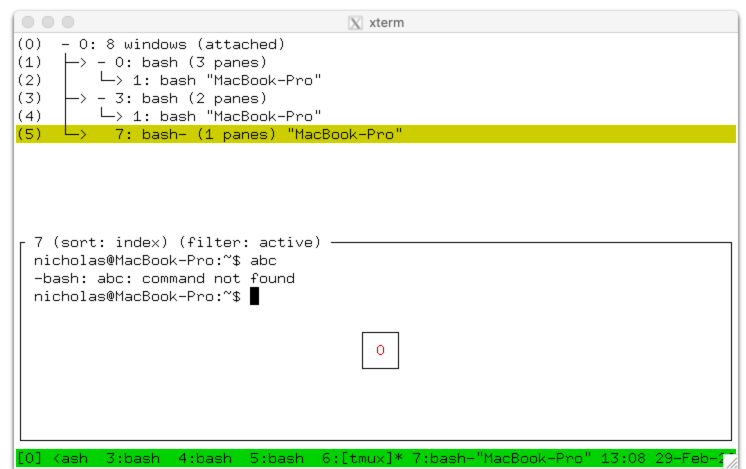 xterm
(0) - 0: 8 windows (attached)
(1) ├─> - 0: bash (3 panes)
(2) │ └─> 1: bash "MacBook-Pro"
(3) ├─> - 3: bash (2 panes)
(4) │ └─> 1: bash "MacBook-Pro"
(5) └─> 7: bash- (1 panes) "MacBook-Pro"
7 (sort: index) (filter: active)
nicholas@MacBook-Pro:~$ abc
-bash: abc: command not found
nicholas@MacBook-Pro:~$
0
[0] <ash 3:bash 4:bash 5:bash 6:[tmux]* 7:bash-"MacBook-Pro" 13:08 29-Feb-